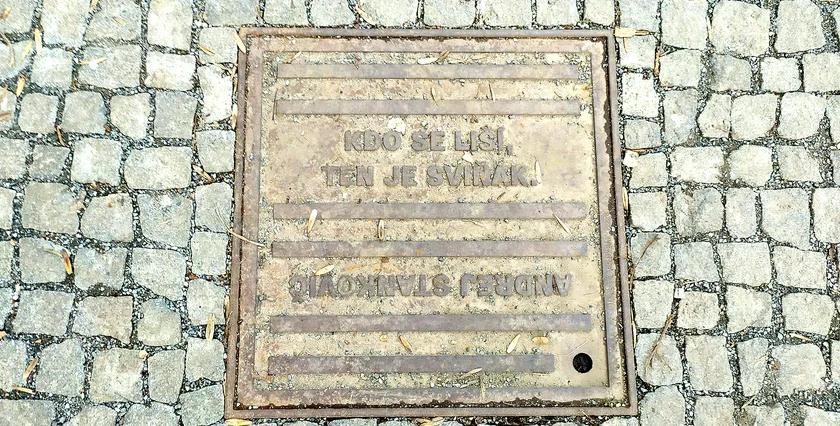 KDO SE LIŠÍ,
TEN JE SVIŇÁK.
ANDREJ STANKOVIČ